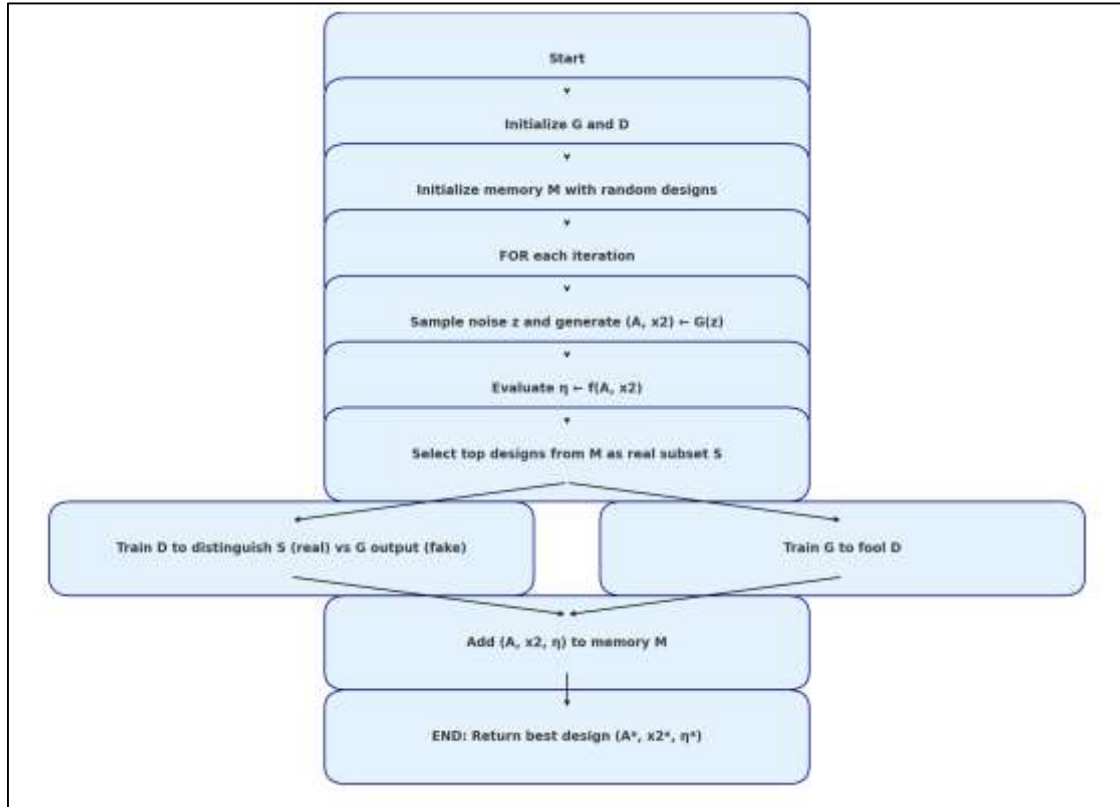 Start
Initialize G and D
Initialize memory M with random designs
FOR each iteration
Sample noise z and generate (A, x2) ← G(z)
Evaluate η ← f(A, x2)
Select top designs from M as real subset S
Train D to distinguish S (real) vs G output (fake)
Train G to fool D
Add (A, x2, η) to memory M
END: Return best design (A*, x2*, η*)